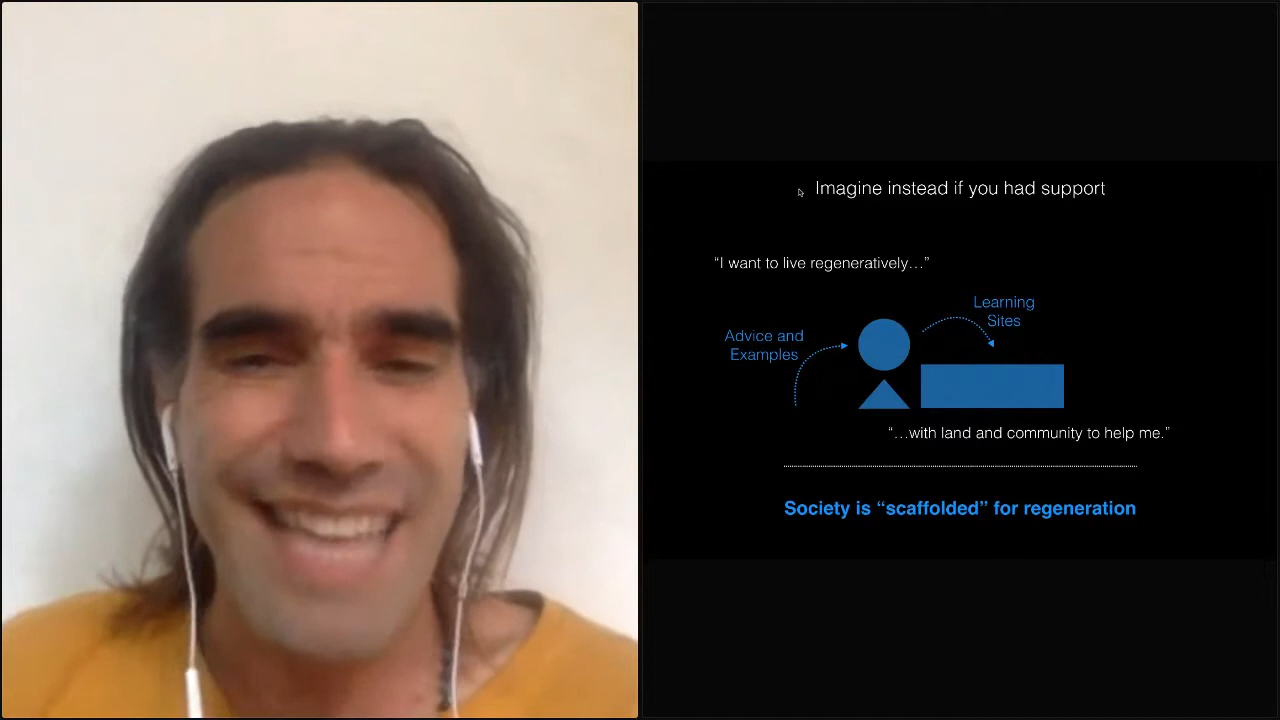 Imagine instead if you had support
“I want to live regeneratively…”
Learning
Sites
Advice and
Examples
“…with land and community to help me.”
Society is “scaffolded” for regeneration